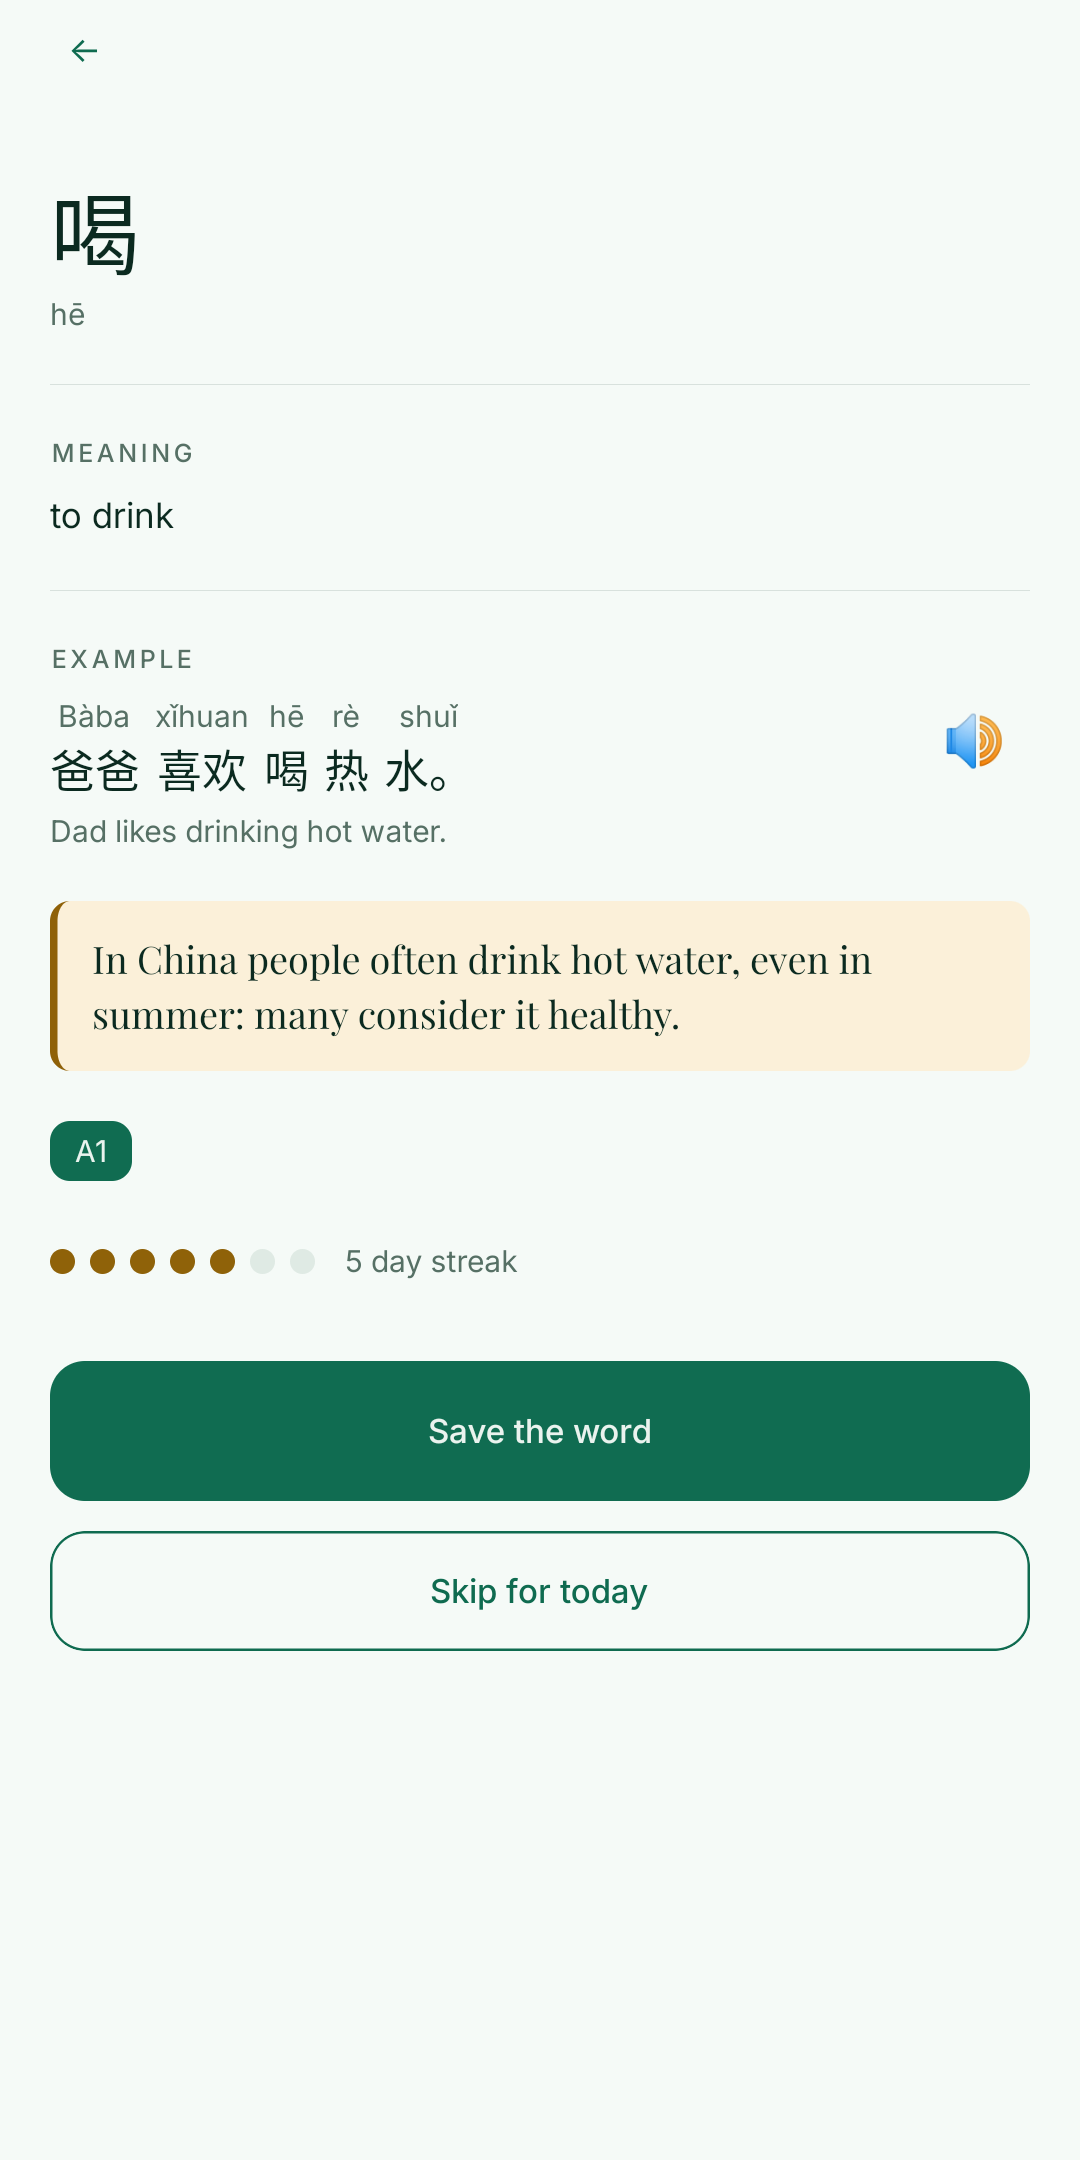 喝
hē
MEANING
to drink
EXAMPLE
Bàba xǐhuan hē rè shuǐ
爸爸 喜欢 喝 热 水。
Dad likes drinking hot water.
In China people often drink hot water, even in
summer: many consider it healthy.
A1
5 day streak
Save the word
Skip for today